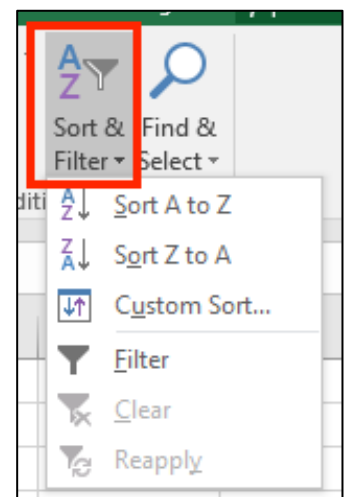 Sort & Find &
Filter Select
diti
Sort A to Z
Sort Z to A
Custom Sort...
Filter
Clear
Reapply